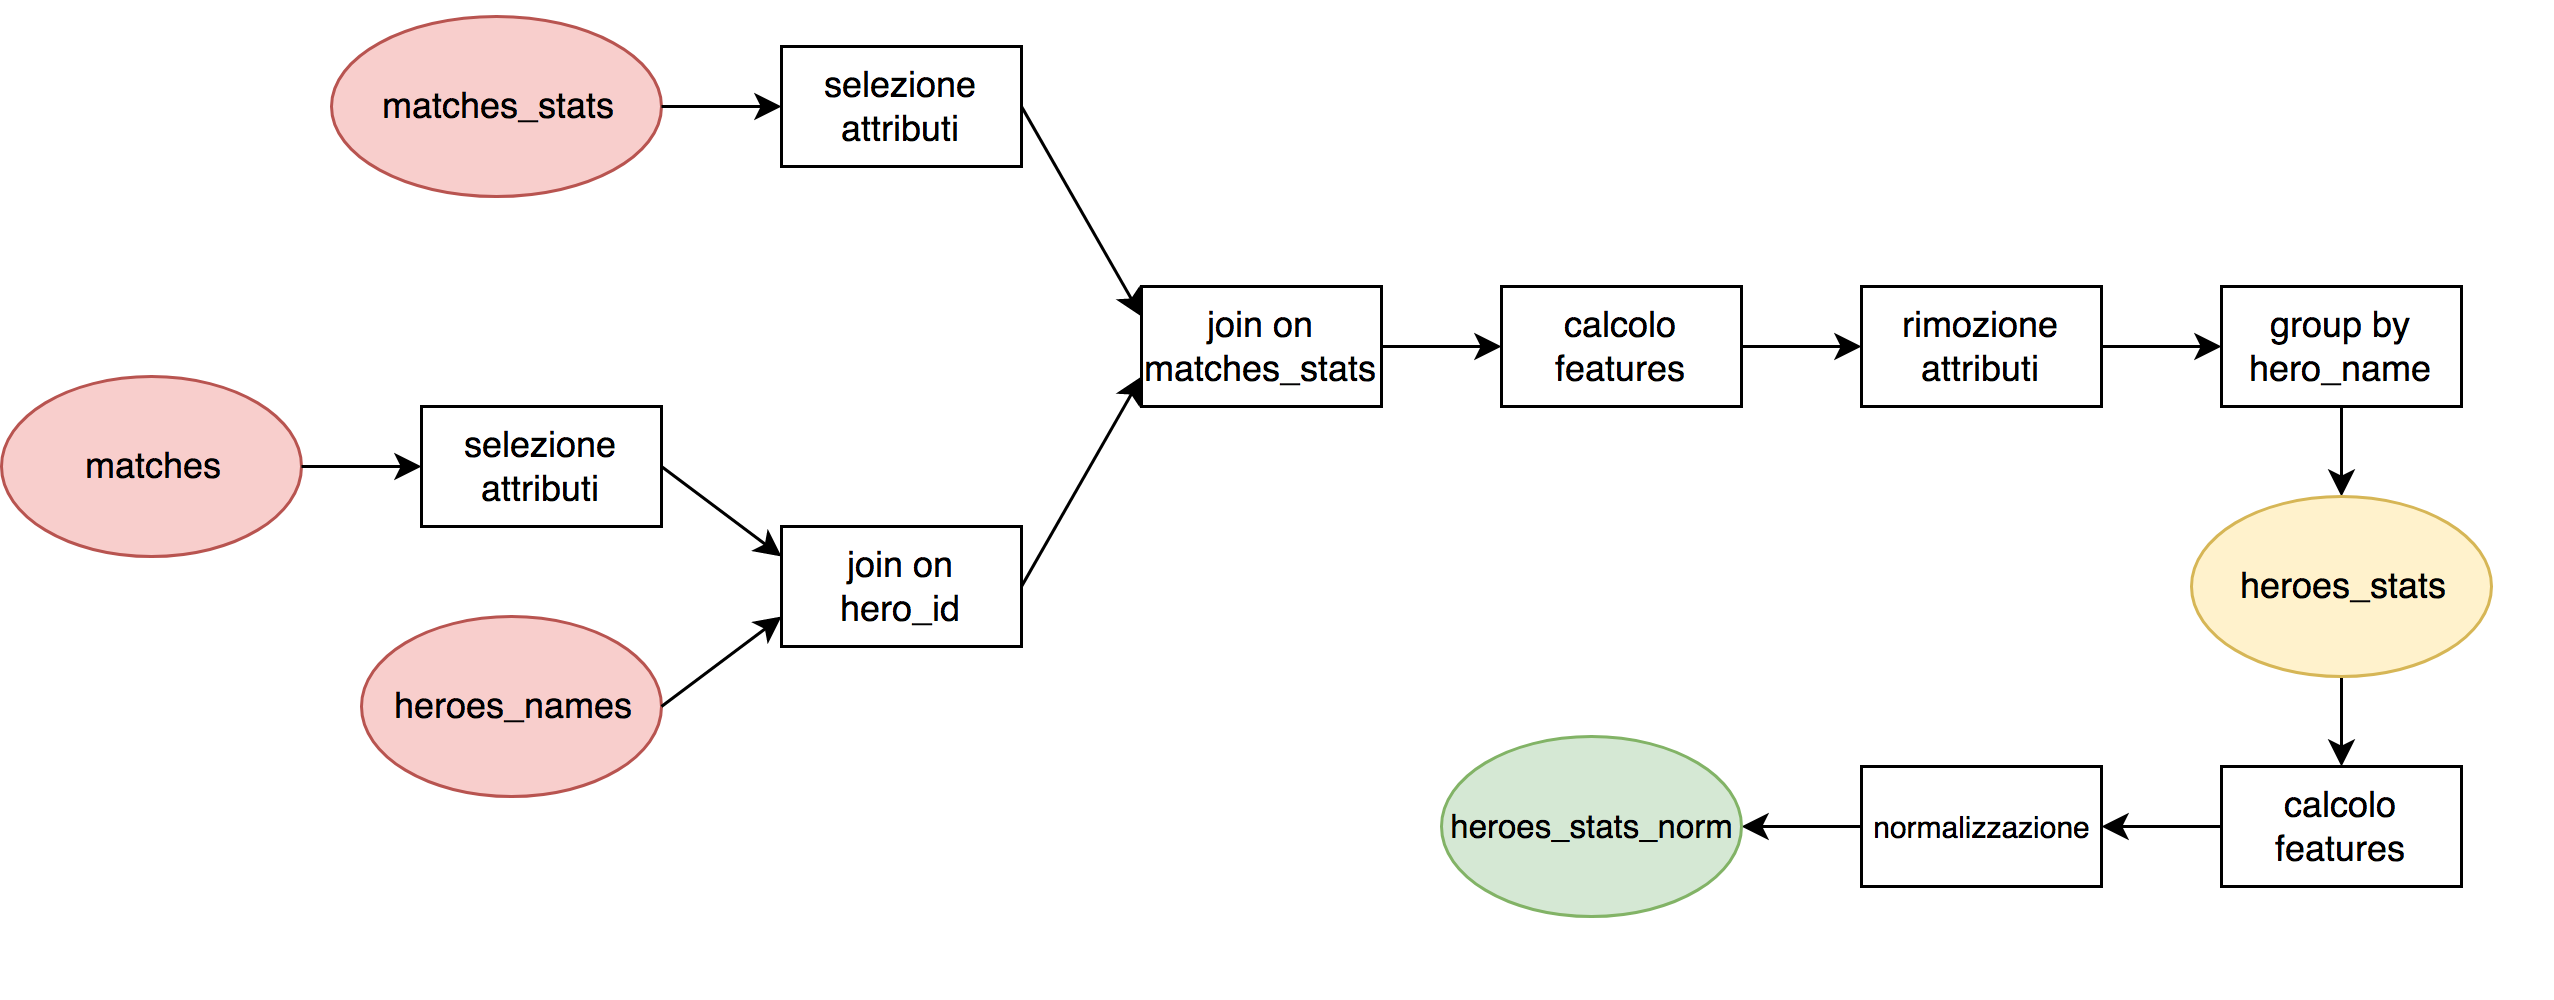 matches_stats
selezione
attributi
matches
selezione
attributi
heroes_names
join on
hero_id
join on
matches_stats
calcolo
features
rimozione
attributi
group by
hero_name
heroes_stats
calcolo
features
normalizzazione
heroes_stats_norm